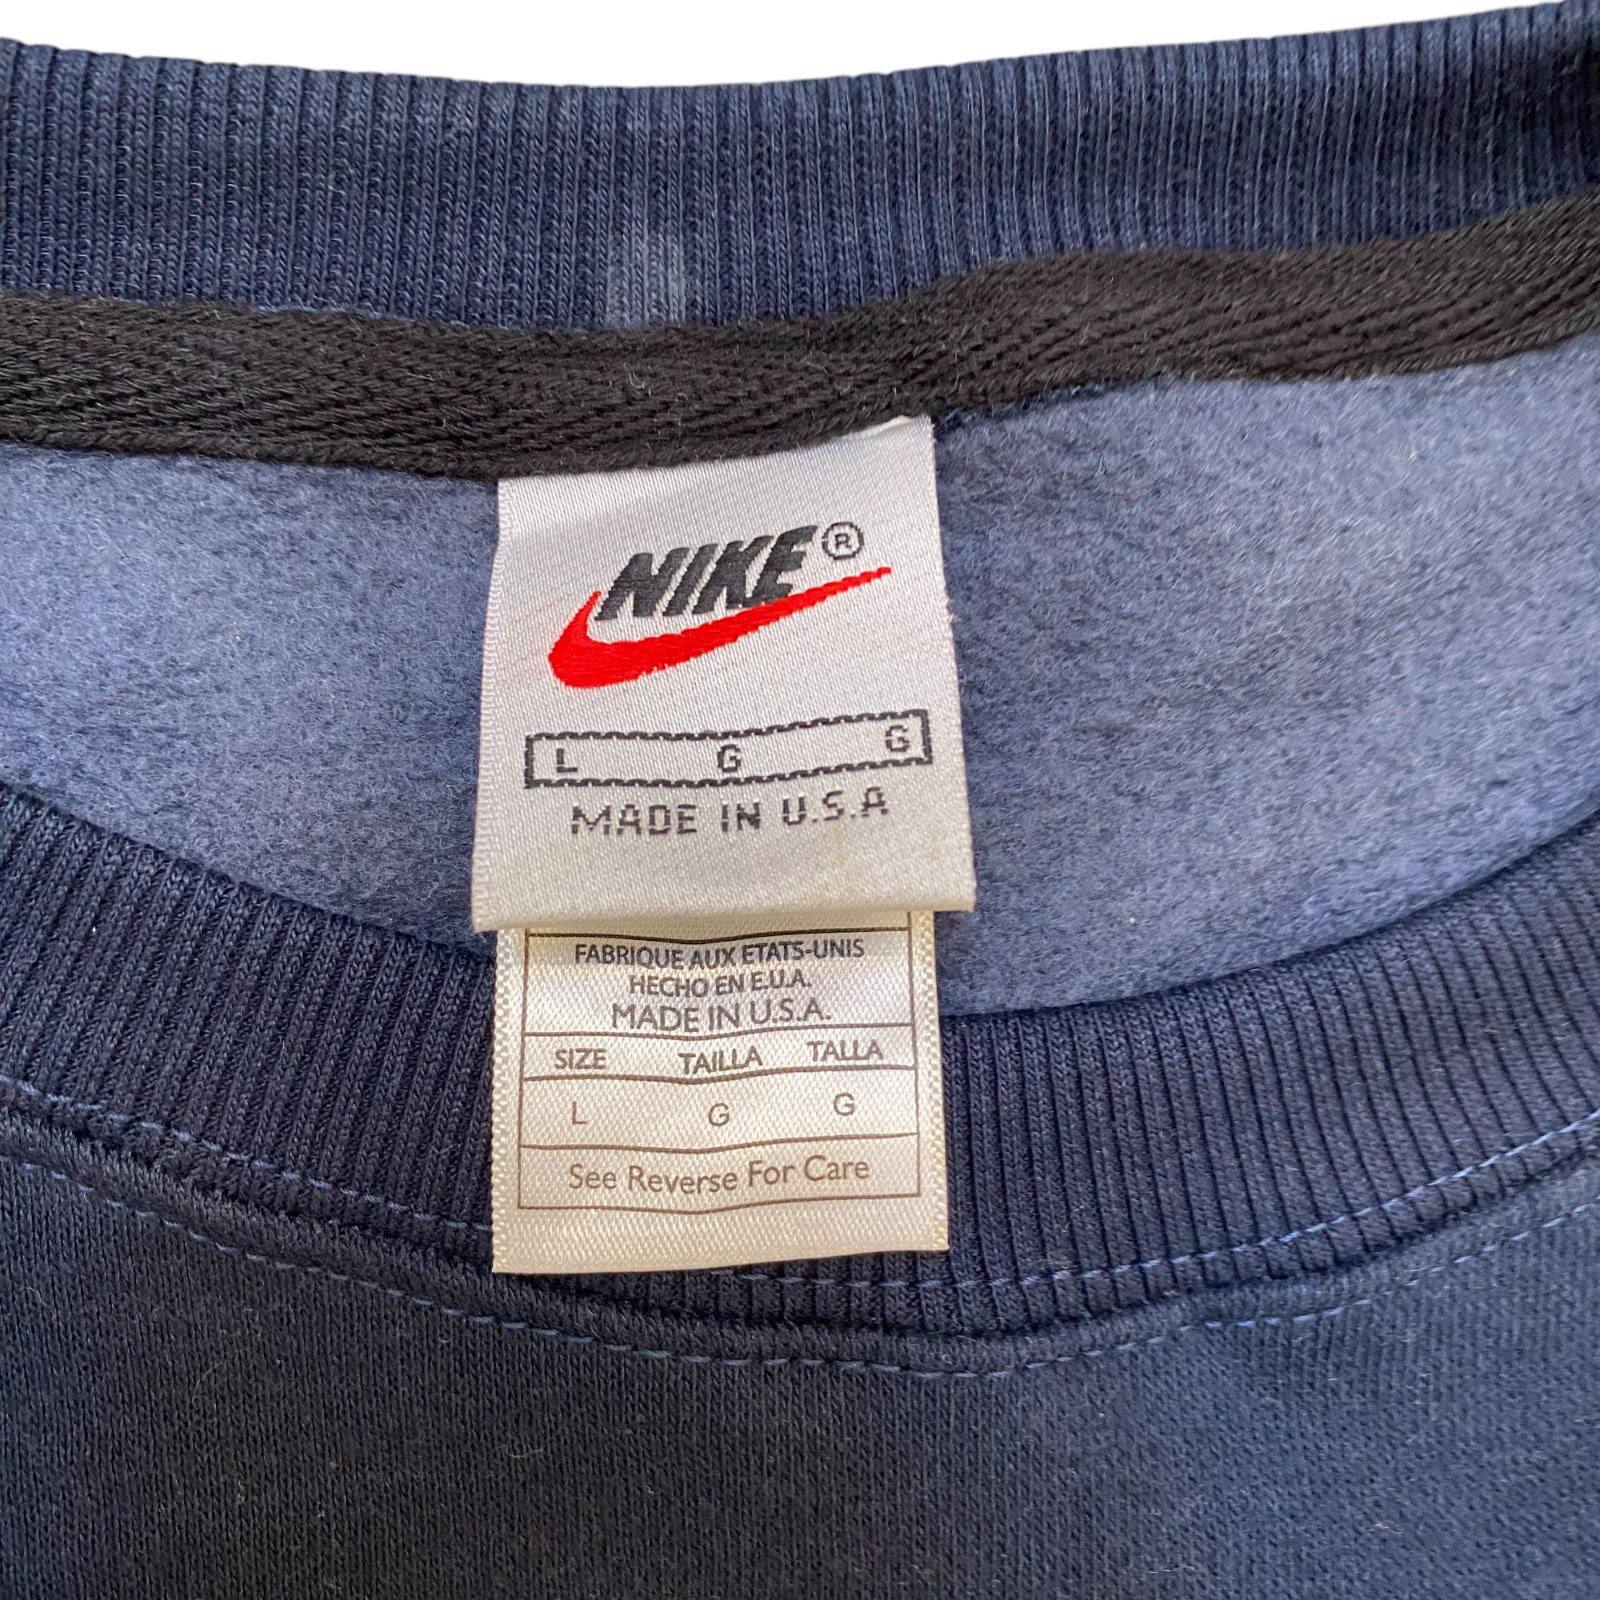 NIKE®
L G G
MADE IN U.S.A
FABRIQUE AUX ETATS-UNIS
HECHO EN E.U.A.
MADE IN U.S.A.
SIZE TAILLA TALLA
L G G
See Reverse For Care